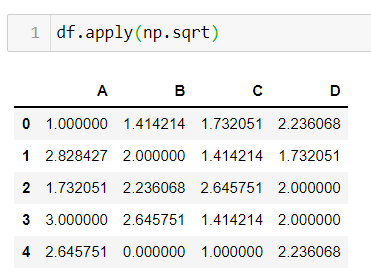 1 df.apply(np.sqrt)
A B C D
0 1.000000 1.414214 1.732051 2.236068
1 2.828427 2.000000 1.414214 1.732051
2 1.732051 2.236068 2.645751 2.000000
3 3.000000 2.645751 1.414214 2.000000
4 2.645751 0.000000 1.000000 2.236068